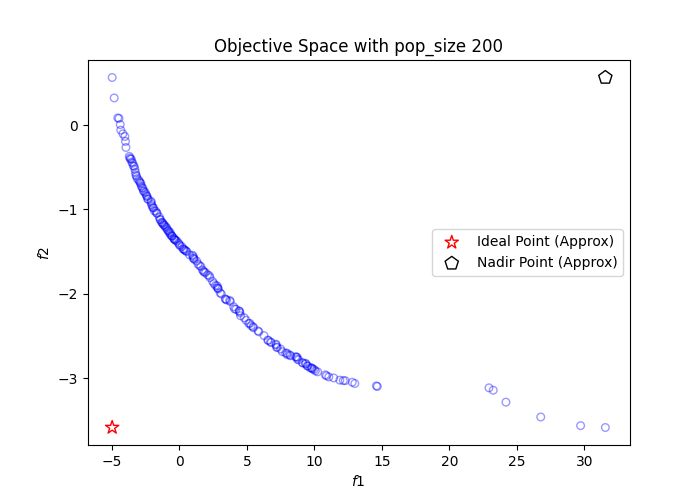 Objective Space with pop_size 200
0
−1
−2
−3
f2
Ideal Point (Approx)
Nadir Point (Approx)
−5
0
5
10
15
20
25
30
f1